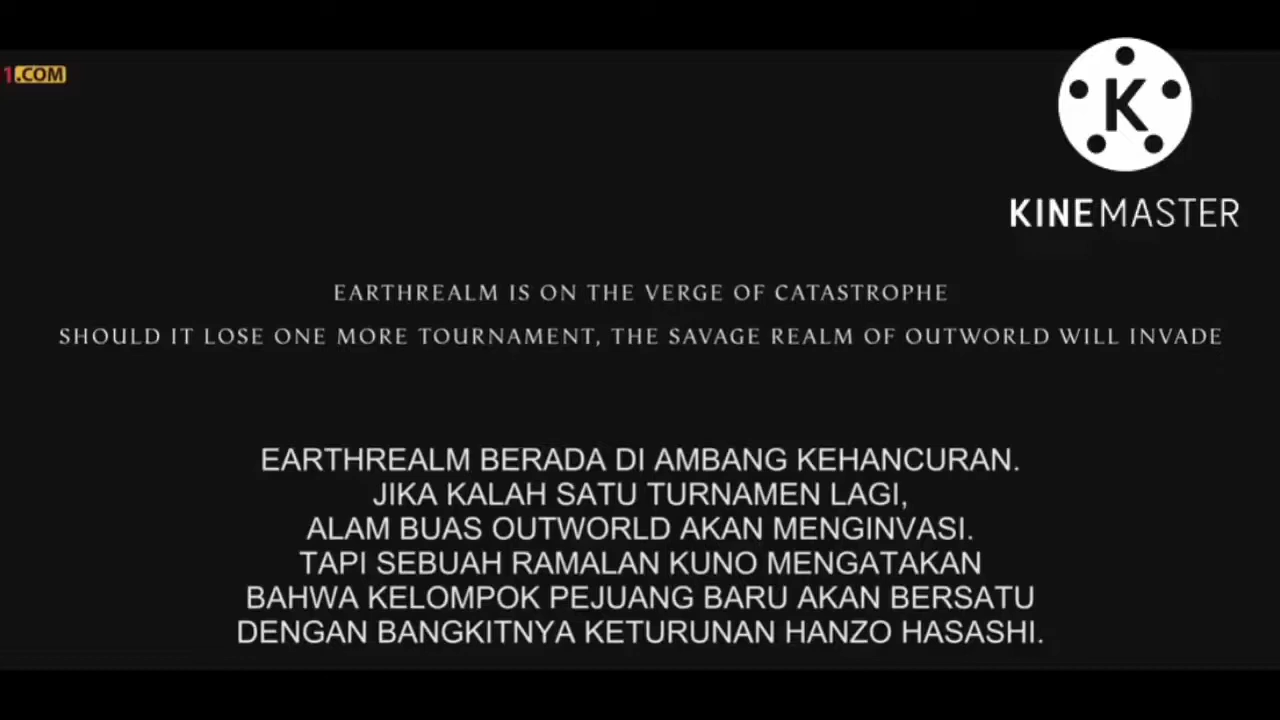 1.COM
K
KINEMASTER
EARTHREALM IS ON THE VERGE OF CATASTROPHE
SHOULD IT LOSE ONE MORE TOURNAMENT, THE SAVAGE REALM OF OUTWORLD WILL INVADE
EARTHREALM BERADA DI AMBANG KEHANCURAN.
JIKA KALAH SATU TURNAMEN LAGI,
ALAM BUAS OUTWORLD AKAN MENGINVASI.
TAPI SEBUAH RAMALAN KUNO MENGATAKAN
BAHWA KELOMPOK PEJUANG BARU AKAN BERSATU
DENGAN BANGKITNYA KETURUNAN HANZO HASASHI.